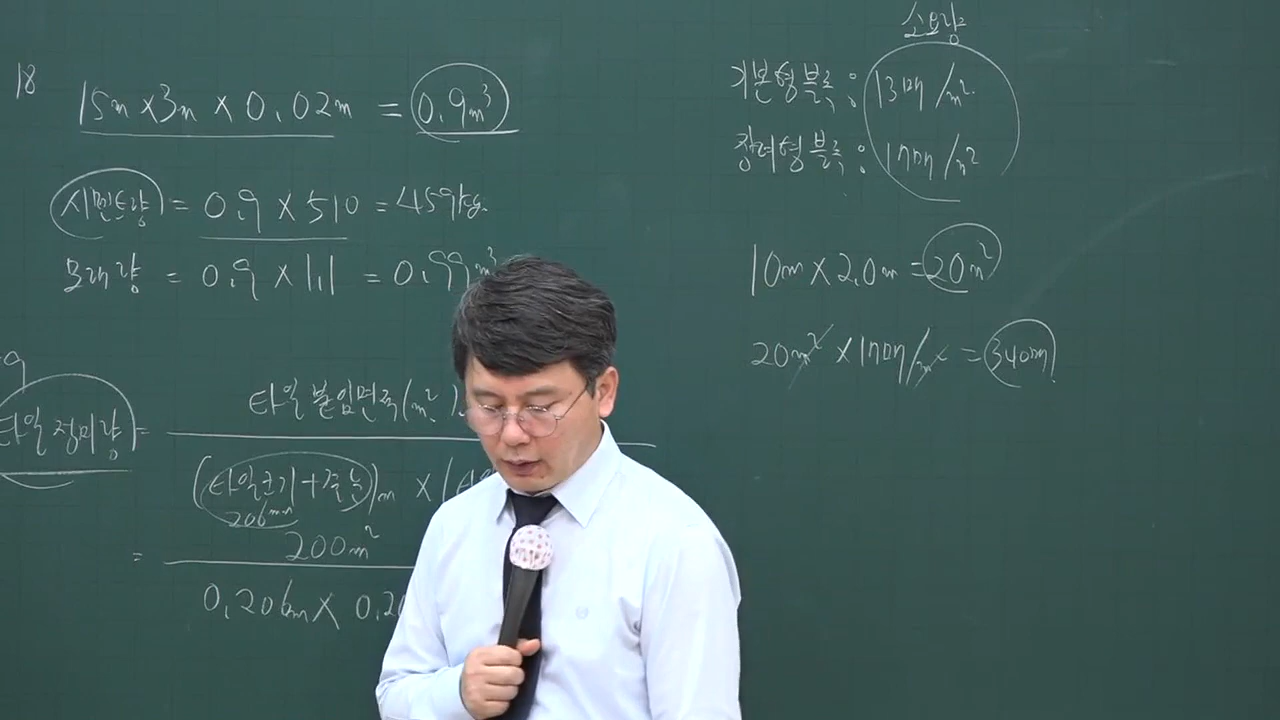 18
15m × 3m × 0.02m = 0.9m³
시멘트량 = 0.9 × 510 = 459kg.
모래량 = 0.9 × 1.1 = 0.99m³
9
타일 정미량 = 타일 붙임면적(m²)
(타일크기+줄눈)m × (타일
206mm
= 200m²
0.206m × 0.20
소요량
기본형블록 : 13매/m².
장려형블록 : 17매/m²
10m × 2.0m = 20m²
20m² × 17매/m² = 340매